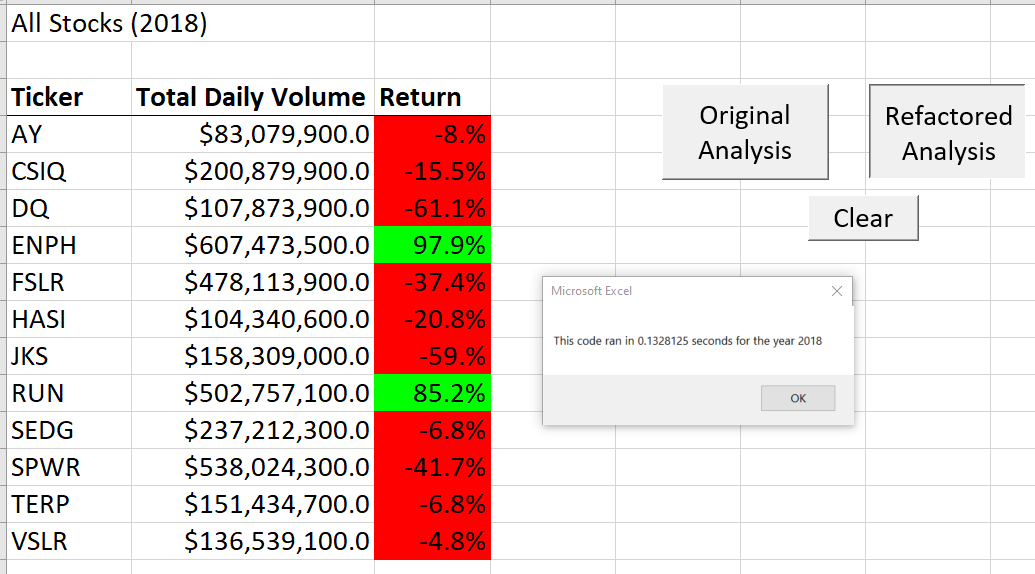 All Stocks (2018)
Ticker Total Daily Volume Return
AY $83,079,900.0 -8.%
CSIQ $200,879,900.0 -15.5%
DQ $107,873,900.0 -61.1%
ENPH $607,473,500.0 97.9%
FSLR $478,113,900.0 -37.4%
HASI $104,340,600.0 -20.8%
JKS $158,309,000.0 -59.%
RUN $502,757,100.0 85.2%
SEDG $237,212,300.0 -6.8%
SPWR $538,024,300.0 -41.7%
TERP $151,434,700.0 -6.8%
VSLR $136,539,100.0 -4.8%
Original
Analysis
Refactored
Analysis
Clear
Microsoft Excel
This code ran in 0.1328125 seconds for the year 2018
OK